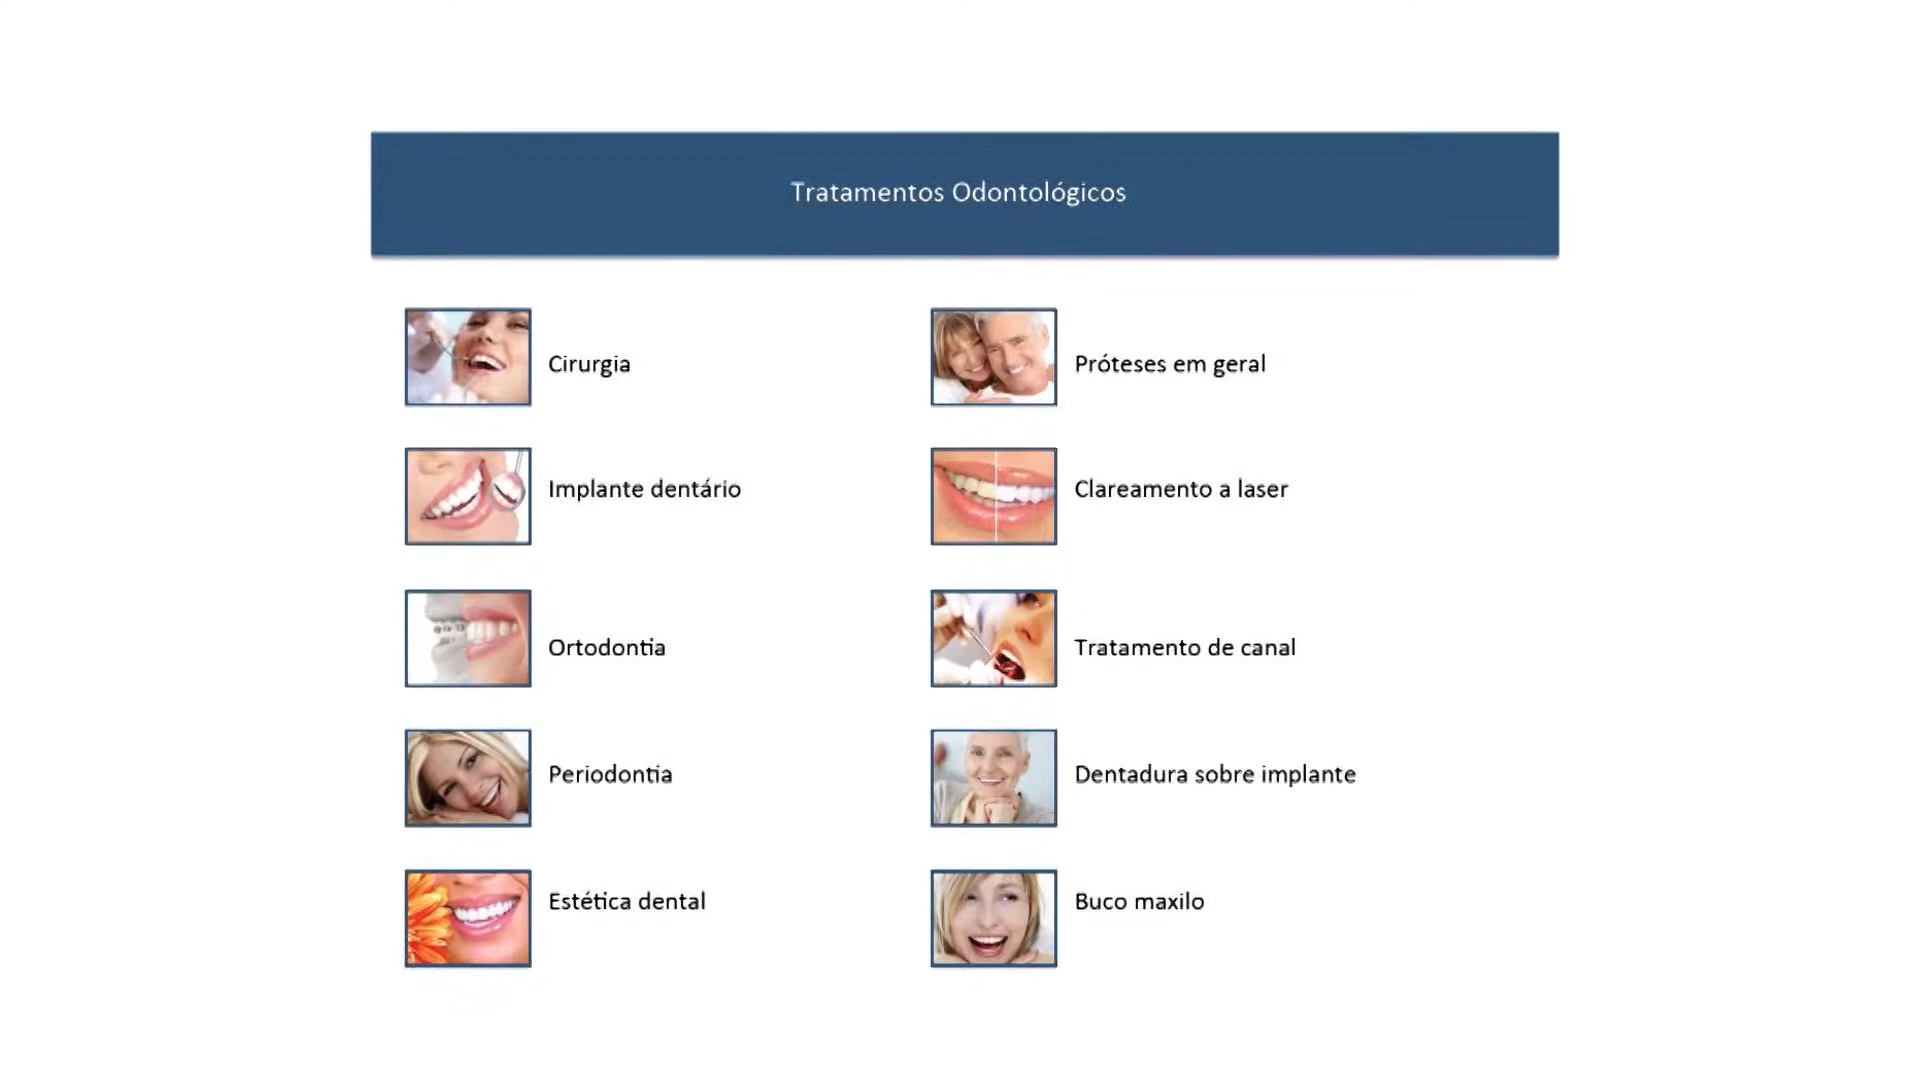 Tratamentos Odontológicos
Cirurgia
Próteses em geral
Implante dentário
Clareamento a laser
Ortodontia
Tratamento de canal
Periodontia
Dentadura sobre implante
Estética dental
Buco maxilo